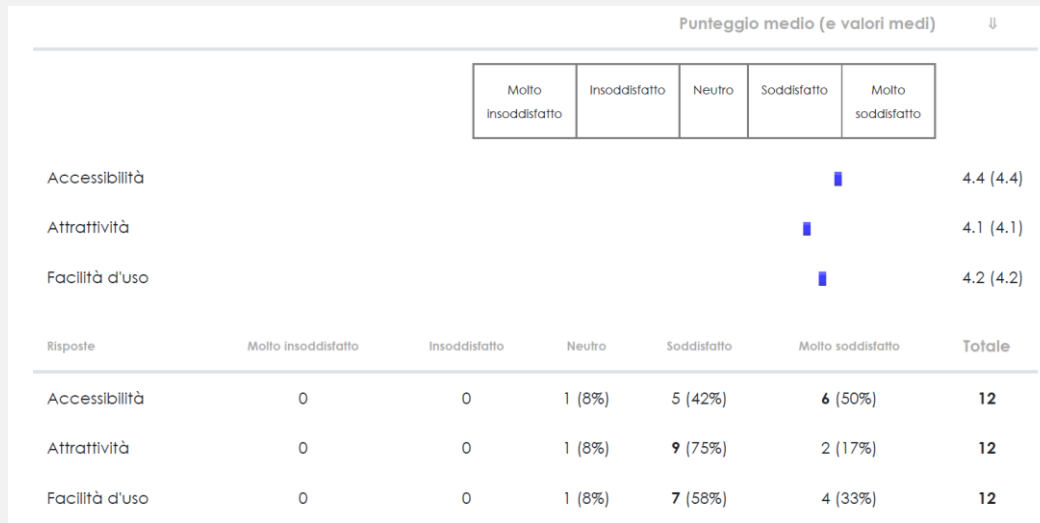 Punteggio medio (e valori medi) ⇓
Molto insoddisfatto Insoddisfatto Neutro Soddisfatto Molto soddisfatto
Accessibilità 4.4 (4.4)
Attrattività 4.1 (4.1)
Facilità d'uso 4.2 (4.2)
Risposte Molto insoddisfatto Insoddisfatto Neutro Soddisfatto Molto soddisfatto Totale
Accessibilità 0 0 1 (8%) 5 (42%) 6 (50%) 12
Attrattività 0 0 1 (8%) 9 (75%) 2 (17%) 12
Facilità d'uso 0 0 1 (8%) 7 (58%) 4 (33%) 12